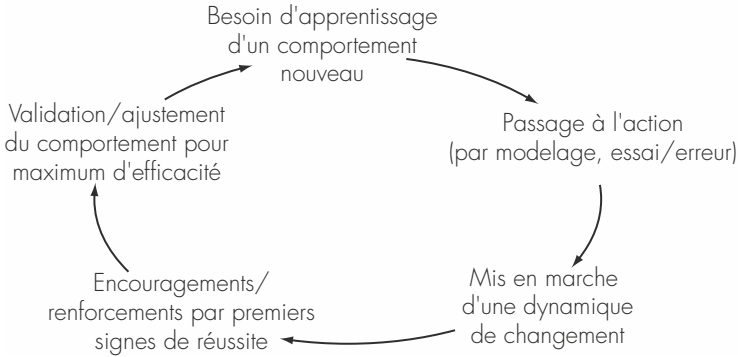 Besoin d'apprentissage
d'un comportement
nouveau
Passage à l'action
(par modelage, essai/erreur)
Mis en marche
d'une dynamique
de changement
Encouragements/
renforcements par premiers
signes de réussite
Validation/ajustement
du comportement pour
maximum d'efficacité